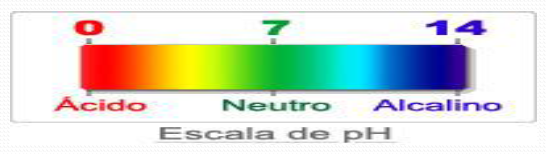 0 7 14
Ácido Neutro Alcalino
Escala de pH